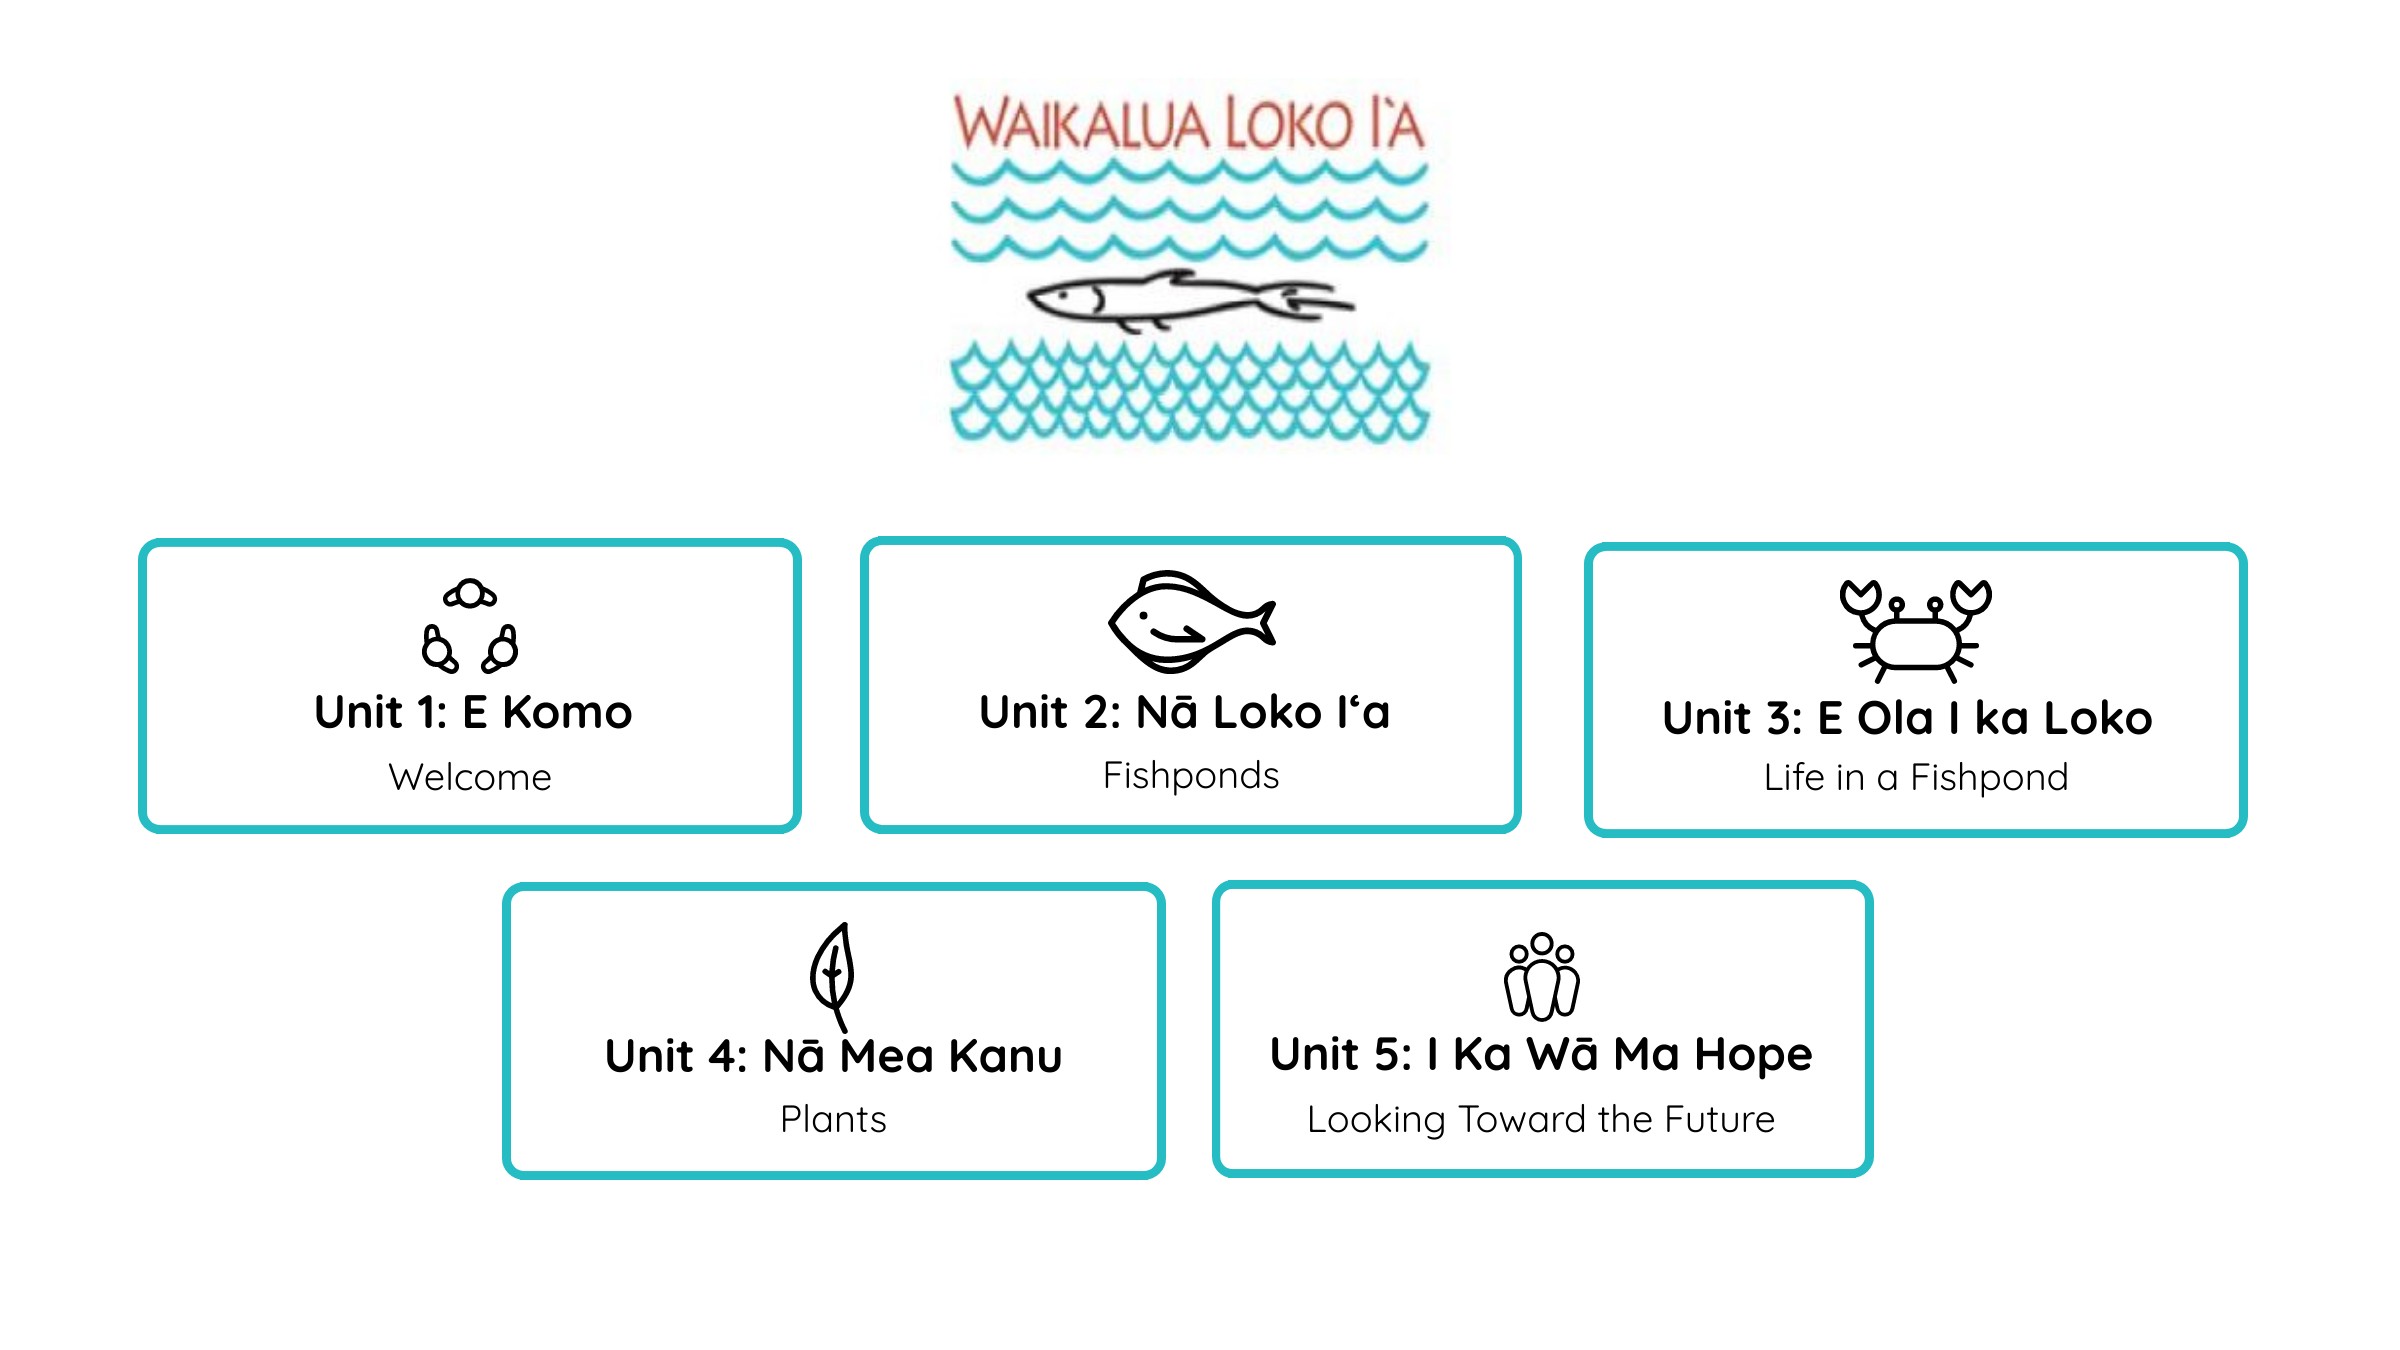 WAIKALUA LOKO I`A
Unit 1: E Komo
Welcome
Unit 2: Nā Loko Iʻa
Fishponds
Unit 3: E Ola I ka Loko
Life in a Fishpond
Unit 4: Nā Mea Kanu
Plants
Unit 5: I Ka Wā Ma Hope
Looking Toward the Future